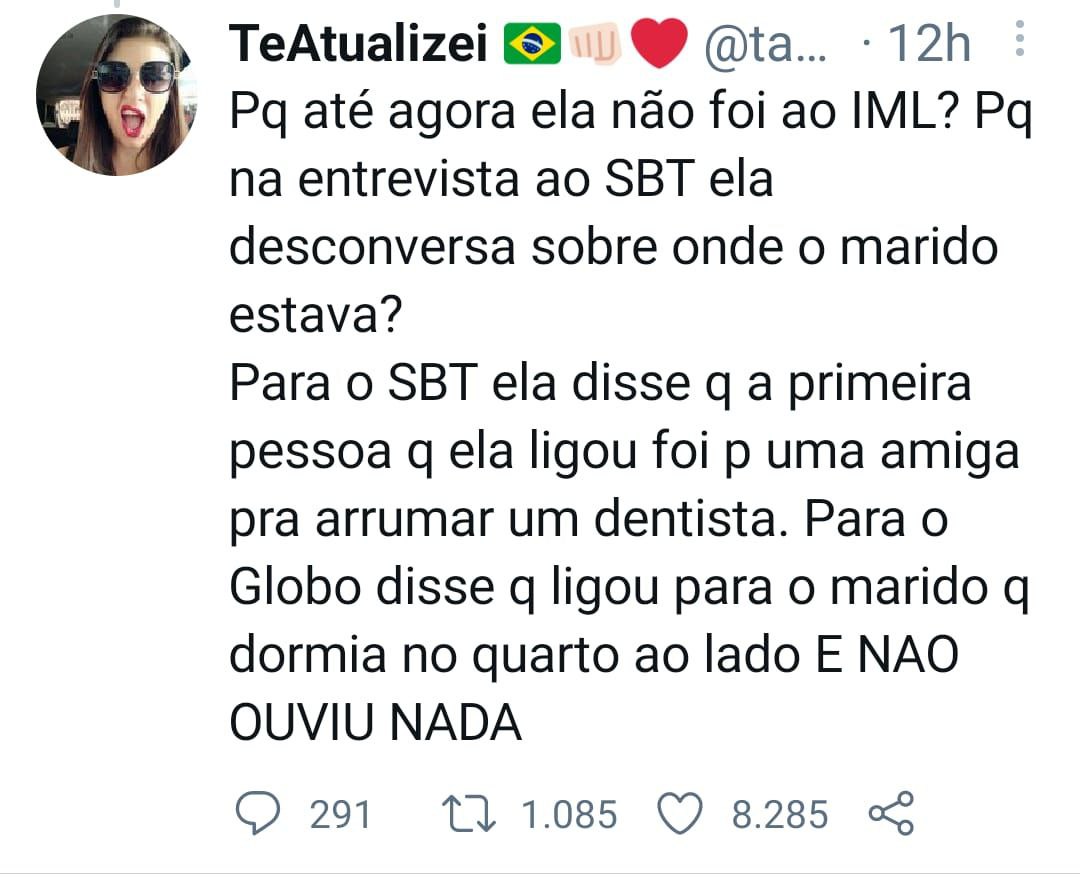 TeAtualizei 🇧🇷👊🏻❤️ @ta... · 12h
Pq até agora ela não foi ao IML? Pq
na entrevista ao SBT ela
desconversa sobre onde o marido
estava?
Para o SBT ela disse q a primeira
pessoa q ela ligou foi p uma amiga
pra arrumar um dentista. Para o
Globo disse q ligou para o marido q
dormia no quarto ao lado E NAO
OUVIU NADA
291 1.085 8.285